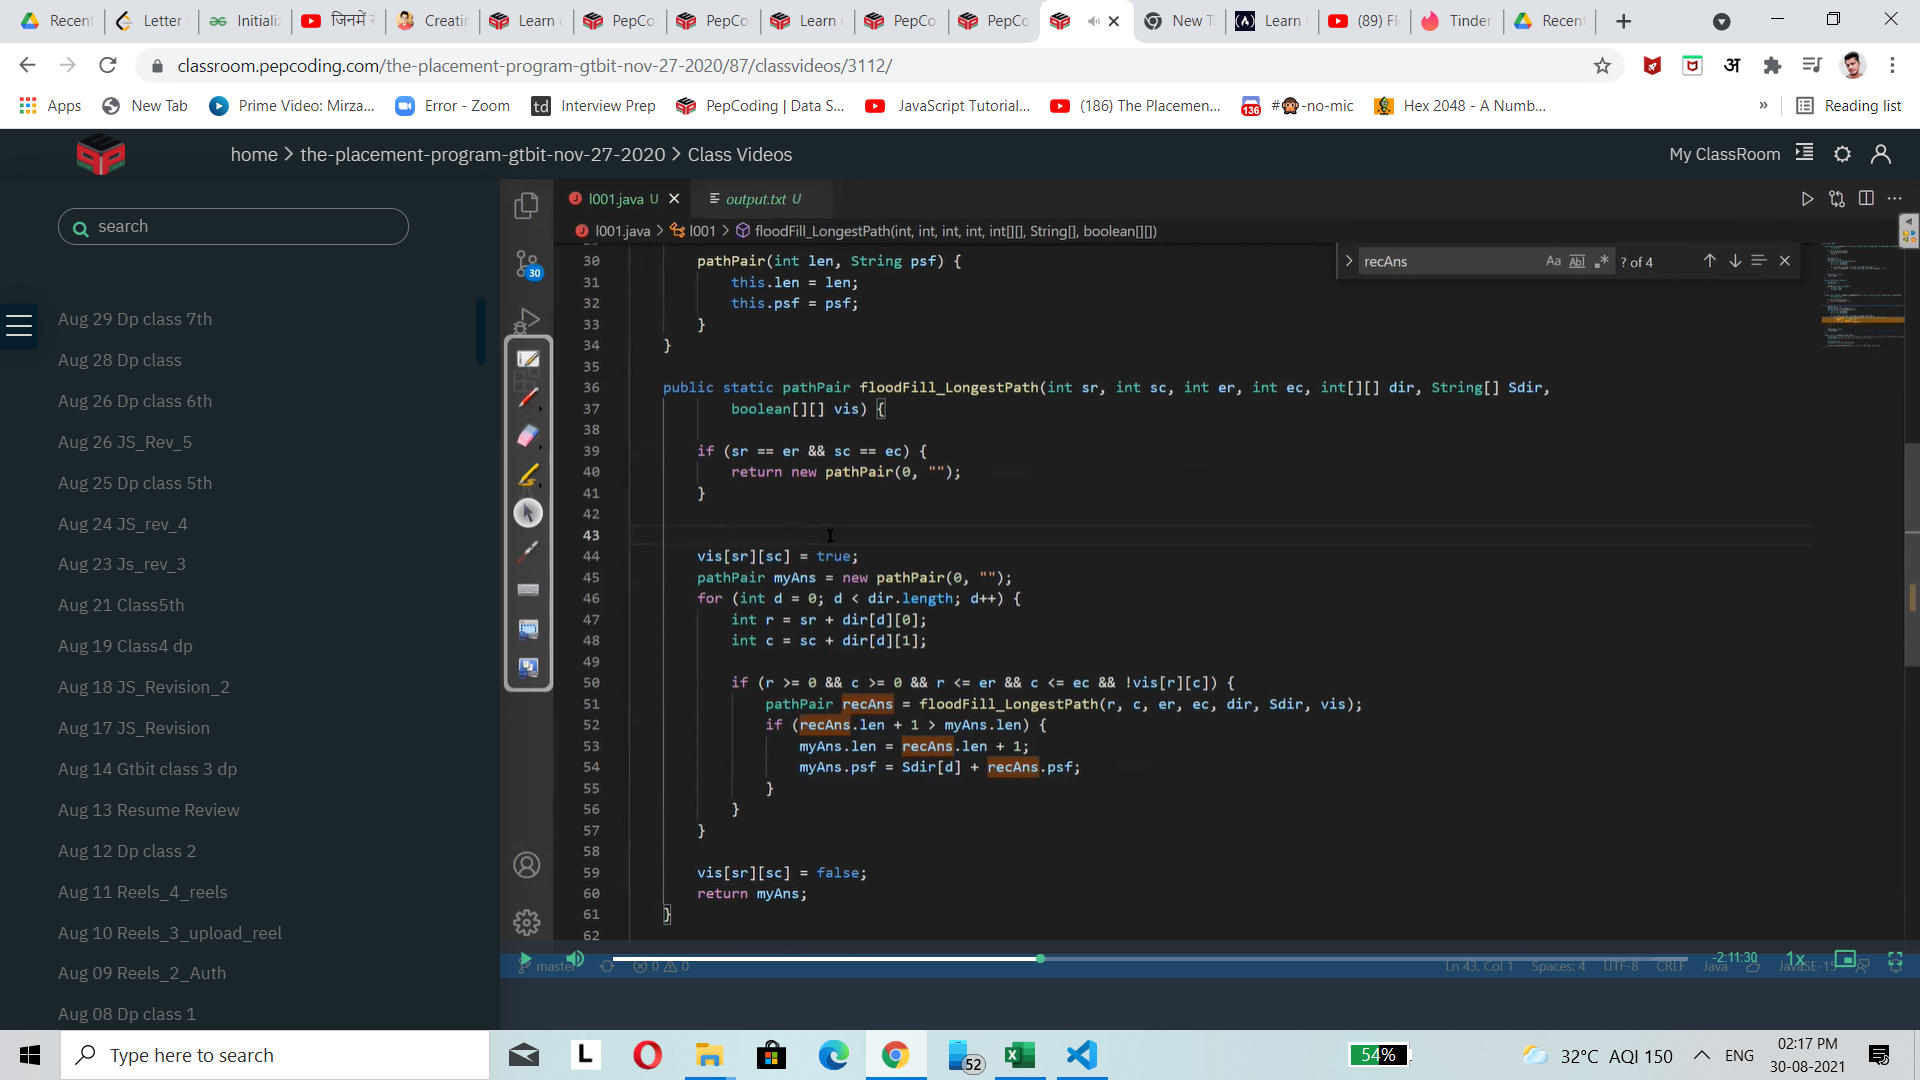 Recent
Letter
Initiali
जिनमें
Creatin
Learn
PepCo
PepCo
Learn
PepCo
PepCo
New T
Learn
(89) Fl
Tinder
Recent
classroom.pepcoding.com/the-placement-program-gtbit-nov-27-2020/87/classvideos/3112/
Apps
New Tab
Prime Video: Mirza...
Error - Zoom
td
Interview Prep
PepCoding | Data S...
JavaScript Tutorial...
(186) The Placemen...
136
#🙊-no-mic
Hex 2048 - A Numb...
»
Reading list
home > the-placement-program-gtbit-nov-27-2020 > Class Videos
My ClassRoom
search
Aug 29 Dp class 7th
Aug 28 Dp class
Aug 26 Dp class 6th
Aug 26 JS_Rev_5
Aug 25 Dp class 5th
Aug 24 JS_rev_4
Aug 23 Js_rev_3
Aug 21 Class5th
Aug 19 Class4 dp
Aug 18 JS_Revision_2
Aug 17 JS_Revision
Aug 14 Gtbit class 3 dp
Aug 13 Resume Review
Aug 12 Dp class 2
Aug 11 Reels_4_reels
Aug 10 Reels_3_upload_reel
Aug 09 Reels_2_Auth
Aug 08 Dp class 1
30
l001.java U
output.txt U
l001.java > l001 > floodFill_LongestPath(int, int, int, int, int[][], String[], boolean[][])
recAns
Aa
? of 4
30 pathPair(int len, String psf) {
31 this.len = len;
32 this.psf = psf;
33 }
34 }
35
36 public static pathPair floodFill_LongestPath(int sr, int sc, int er, int ec, int[][] dir, String[] Sdir,
37 boolean[][] vis) {
38
39 if (sr == er && sc == ec) {
40 return new pathPair(0, "");
41 }
42
43
44 vis[sr][sc] = true;
45 pathPair myAns = new pathPair(0, "");
46 for (int d = 0; d < dir.length; d++) {
47 int r = sr + dir[d][0];
48 int c = sc + dir[d][1];
49
50 if (r >= 0 && c >= 0 && r <= er && c <= ec && !vis[r][c]) {
51 pathPair recAns = floodFill_LongestPath(r, c, er, ec, dir, Sdir, vis);
52 if (recAns.len + 1 > myAns.len) {
53 myAns.len = recAns.len + 1;
54 myAns.psf = Sdir[d] + recAns.psf;
55 }
56 }
57 }
58
59 vis[sr][sc] = false;
60 return myAns;
61 }
62
master
0 0
Ln 43, Col 1
Spaces: 4
UTF-8
CRLF
Java
-2:11:30
1x
JavaSE-15
Type here to search
L
52
54%
32°C AQI 150
ENG
02:17 PM
30-08-2021